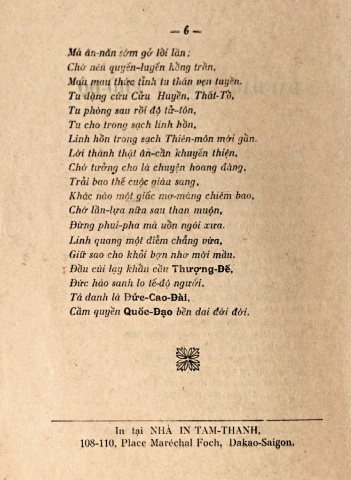 — 6 —
Mà ăn-năn sớm gở lỗi lần;
Chớ nên quyến-luyến hồng trần,
Mau mau thức tỉnh tu thân vẹn tuyền.
Tu dặng cứu Cửu Huyền, Thất-Tổ,
Tu phòng sau rồi độ tử-tôn,
Tu cho trong sạch linh hồn,
Linh hồn trong sạch Thiên-môn mới gần.
Lời thành thật ân-cần khuyến thiện,
Chớ tưởng cho là chuyện hoang dàng,
Trải bao thế cuộc giàu sang,
Khác nào một giấc mơ-màng chiêm bao,
Chớ lần-lựa nữa sau than muộn,
Đừng phui-pha mà uổn ngôi xưa.
Linh quang một điểm chẳng vừa,
Giữ sao cho khỏi bợn nhơ mới mầu.
Đầu cúi lạy khẩn cần Thượng-Đế,
Đức háo sanh lo tế-độ người.
Tá danh là Đức-Cao-Đài,
Cầm quyền Quốc-Đạo bền dai đời đời.
In tại NHÀ IN TAM-THANH,
108-110, Place Maréchal Foch, Dakao-Saigon.